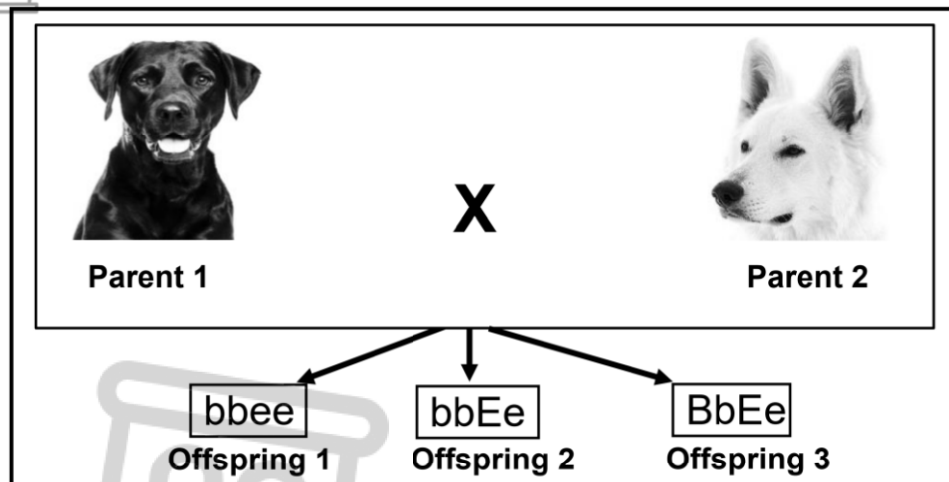 X
Parent 1 Parent 2
bbee bbEe BbEe
Offspring 1 Offspring 2 Offspring 3